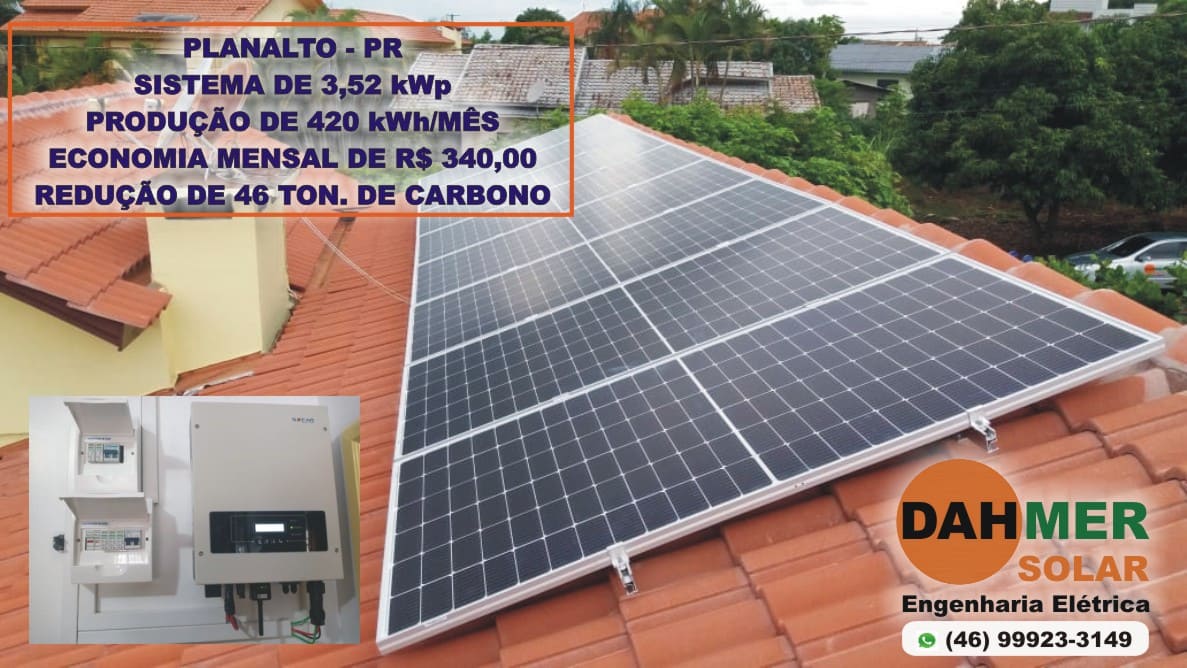 PLANALTO - PR
SISTEMA DE 3,52 kWp
PRODUÇÃO DE 420 kWh/MÊS
ECONOMIA MENSAL DE R$ 340,00
REDUÇÃO DE 46 TON. DE CARBONO
DAHMER
SOLAR
Engenharia Elétrica
(46) 99923-3149